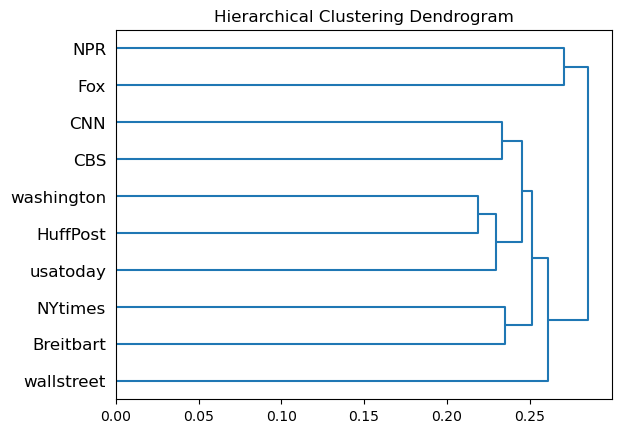 Hierarchical Clustering Dendrogram
NPR
Fox
CNN
CBS
washington
HuffPost
usatoday
NYtimes
Breitbart
wallstreet
0.00 0.05 0.10 0.15 0.20 0.25